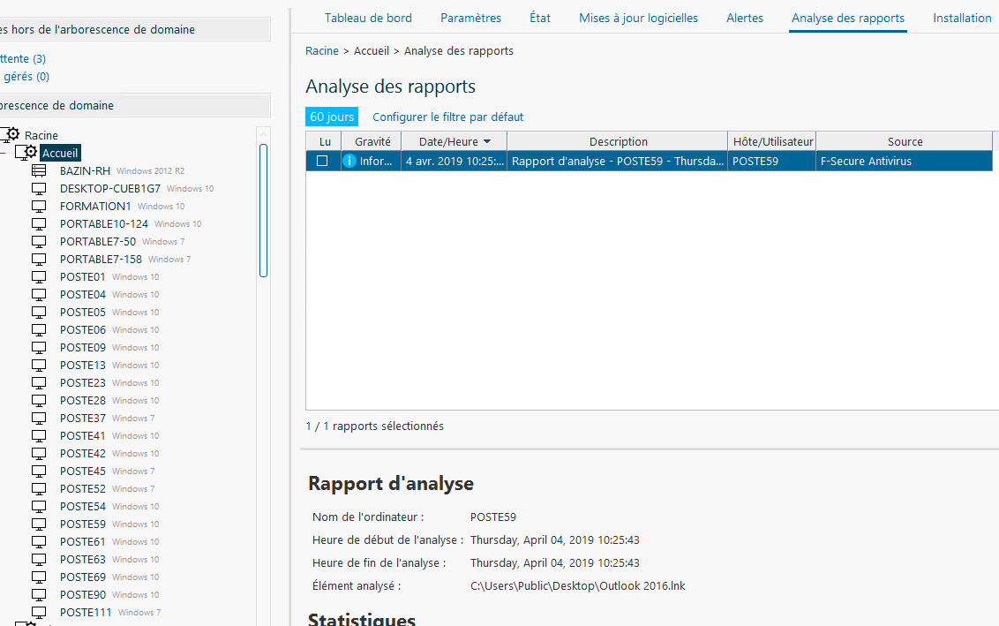 es hors de l'arborescence de domaine
ttente (3)
gérés (0)
orescence de domaine
Racine
Accueil
BAZIN-RH Windows 2012 R2
DESKTOP-CUEB1G7 Windows 10
FORMATION1 Windows 10
PORTABLE10-124 Windows 10
PORTABLE7-50 Windows 7
PORTABLE7-158 Windows 7
POSTE01 Windows 10
POSTE04 Windows 10
POSTE05 Windows 10
POSTE06 Windows 10
POSTE09 Windows 10
POSTE13 Windows 10
POSTE23 Windows 10
POSTE28 Windows 10
POSTE37 Windows 7
POSTE41 Windows 10
POSTE42 Windows 10
POSTE45 Windows 7
POSTE52 Windows 7
POSTE54 Windows 10
POSTE59 Windows 10
POSTE61 Windows 10
POSTE63 Windows 10
POSTE69 Windows 10
POSTE90 Windows 10
POSTE111 Windows 7
Tableau de bord Paramètres État Mises à jour logicielles Alertes Analyse des rapports Installation
Racine > Accueil > Analyse des rapports
Analyse des rapports
60 jours Configurer le filtre par défaut
Lu Gravité Date/Heure Description Hôte/Utilisateur Source
Infor... 4 avr. 2019 10:25:... Rapport d'analyse - POSTE59 - Thursda... POSTE59 F-Secure Antivirus
1 / 1 rapports sélectionnés
Rapport d'analyse
Nom de l'ordinateur : POSTE59
Heure de début de l'analyse : Thursday, April 04, 2019 10:25:43
Heure de fin de l'analyse : Thursday, April 04, 2019 10:25:43
Élément analysé : C:\Users\Public\Desktop\Outlook 2016.lnk
Statistiques